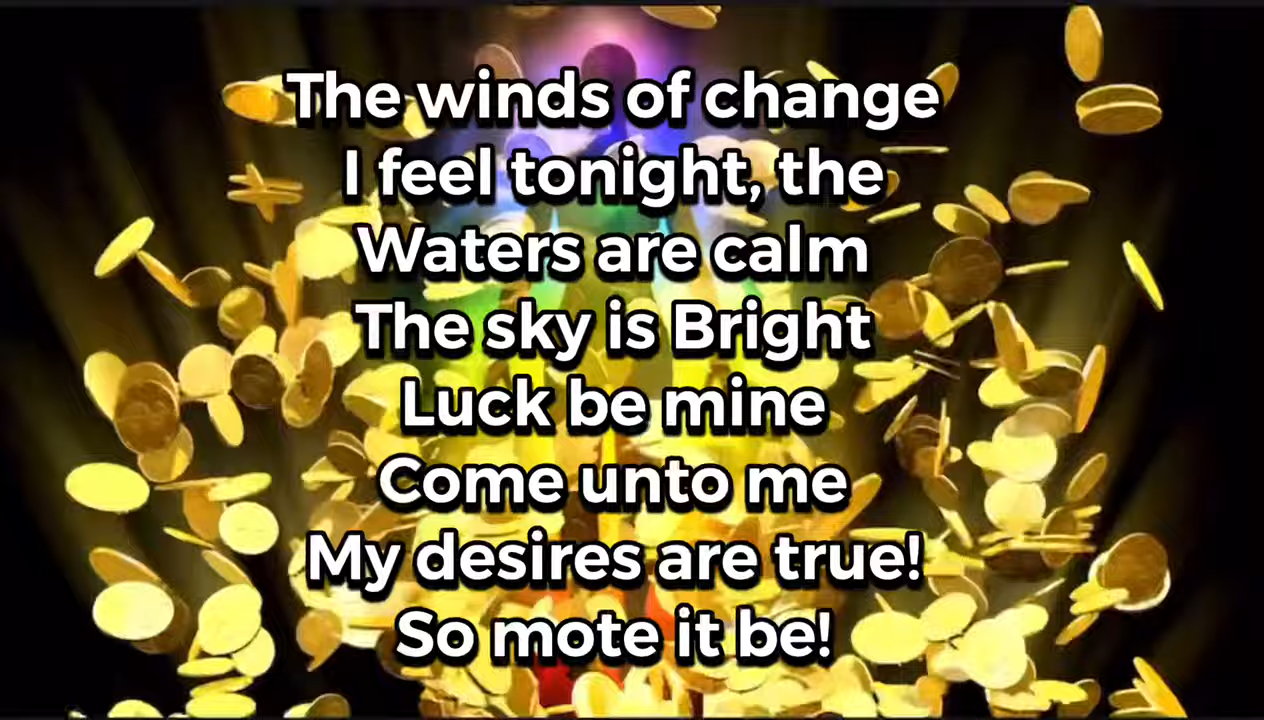 The winds of change
I feel tonight, the
Waters are calm
The sky is Bright
Luck be mine
Come unto me
My desires are true!
So mote it be!